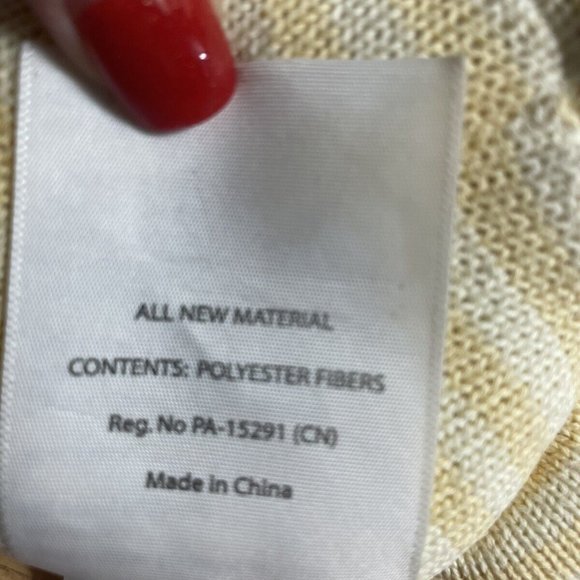 ALL NEW MATERIAL
CONTENTS: POLYESTER FIBERS
Reg. No PA-15291 (CN)
Made in China